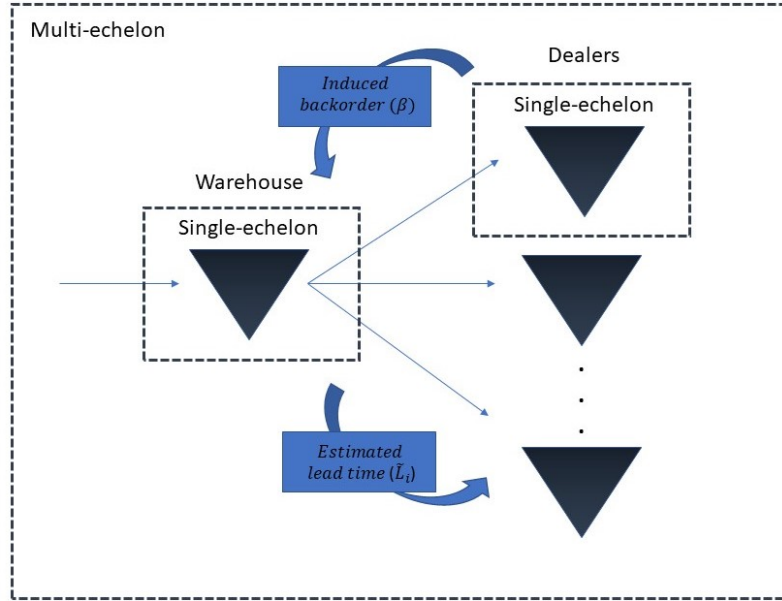 Multi-echelon
Dealers
Induced
backorder (β)
Single-echelon
Warehouse
Single-echelon
Estimated
lead time (L̃ᵢ)